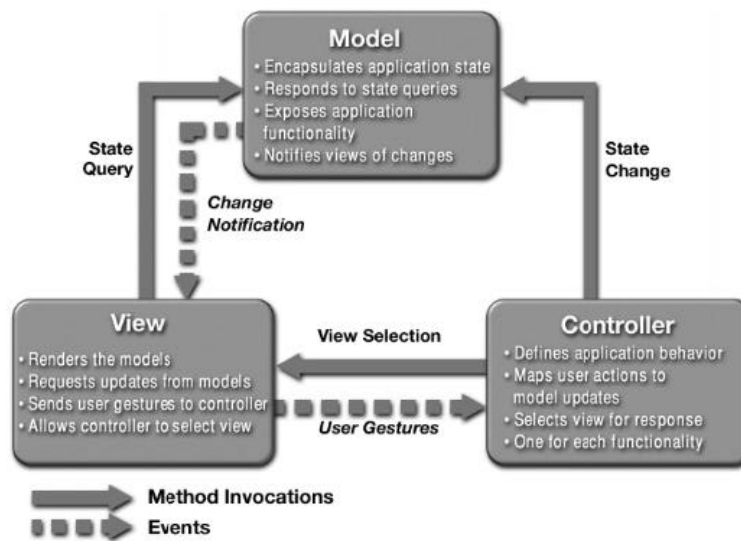 Model
• Encapsulates application state
• Responds to state queries
• Exposes application
functionality
• Notifies views of changes
State
Query
Change
Notification
State
Change
View
• Renders the models
• Requests updates from models
• Sends user gestures to controller
• Allows controller to select view
View Selection
User Gestures
Controller
• Defines application behavior
• Maps user actions to
model updates
• Selects view for response
• One for each functionality
Method Invocations
Events